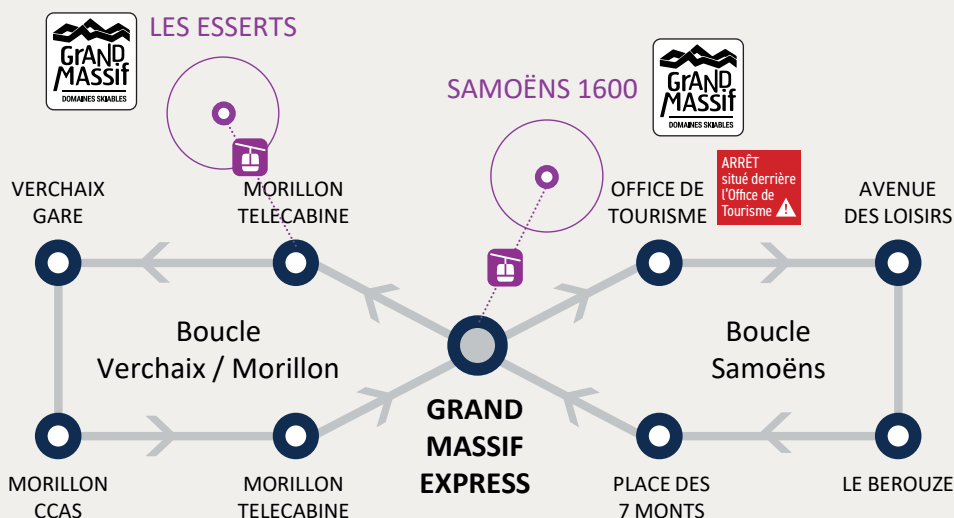 GRAND
MASSIF
DOMAINES SKIABLES
LES ESSERTS
SAMOËNS 1600
GRAND
MASSIF
DOMAINES SKIABLES
VERCHAIX
GARE
MORILLON
TELECABINE
OFFICE DE
TOURISME
ARRÊT
situé derrière
l'Office de
Tourisme
AVENUE
DES LOISIRS
Boucle
Verchaix / Morillon
Boucle
Samoëns
GRAND
MASSIF
EXPRESS
MORILLON
CCAS
MORILLON
TELECABINE
PLACE DES
7 MONTS
LE BEROUZE